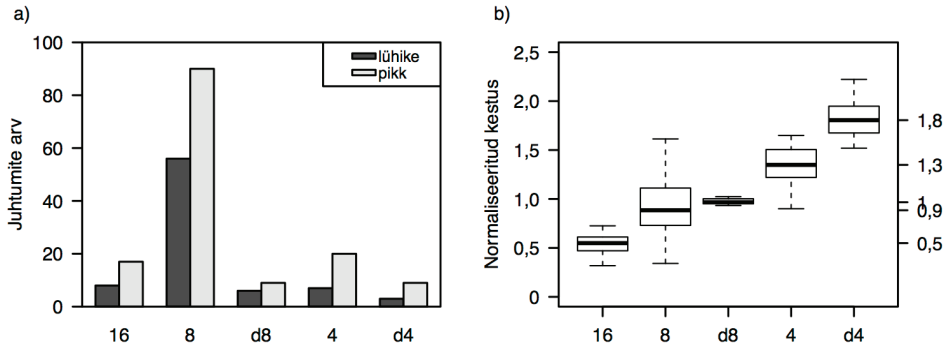 a)
Juhtumite arv
100
80
60
40
20
0
lühike
pikk
16 8 d8 4 d4
b)
Normaliseeritud kestus
2,5
2,0
1,5
1,0
0,5
0
1,8
1,3
1
0,9
0,5
16 8 d8 4 d4